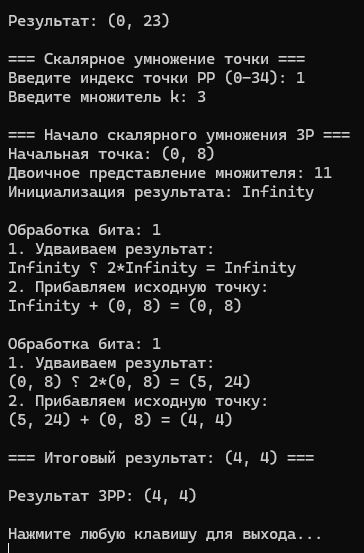 Результат: (0, 23)
=== Скалярное умножение точки ===
Введите индекс точки PP (0-34): 1
Введите множитель k: 3
=== Начало скалярного умножения 3P ===
Начальная точка: (0, 8)
Двоичное представление множителя: 11
Инициализация результата: Infinity
Обработка бита: 1
1. Удваиваем результат:
Infinity ⸮ 2*Infinity = Infinity
2. Прибавляем исходную точку:
Infinity + (0, 8) = (0, 8)
Обработка бита: 1
1. Удваиваем результат:
(0, 8) ⸮ 2*(0, 8) = (5, 24)
2. Прибавляем исходную точку:
(5, 24) + (0, 8) = (4, 4)
=== Итоговый результат: (4, 4) ===
Результат 3PP: (4, 4)
Нажмите любую клавишу для выхода...